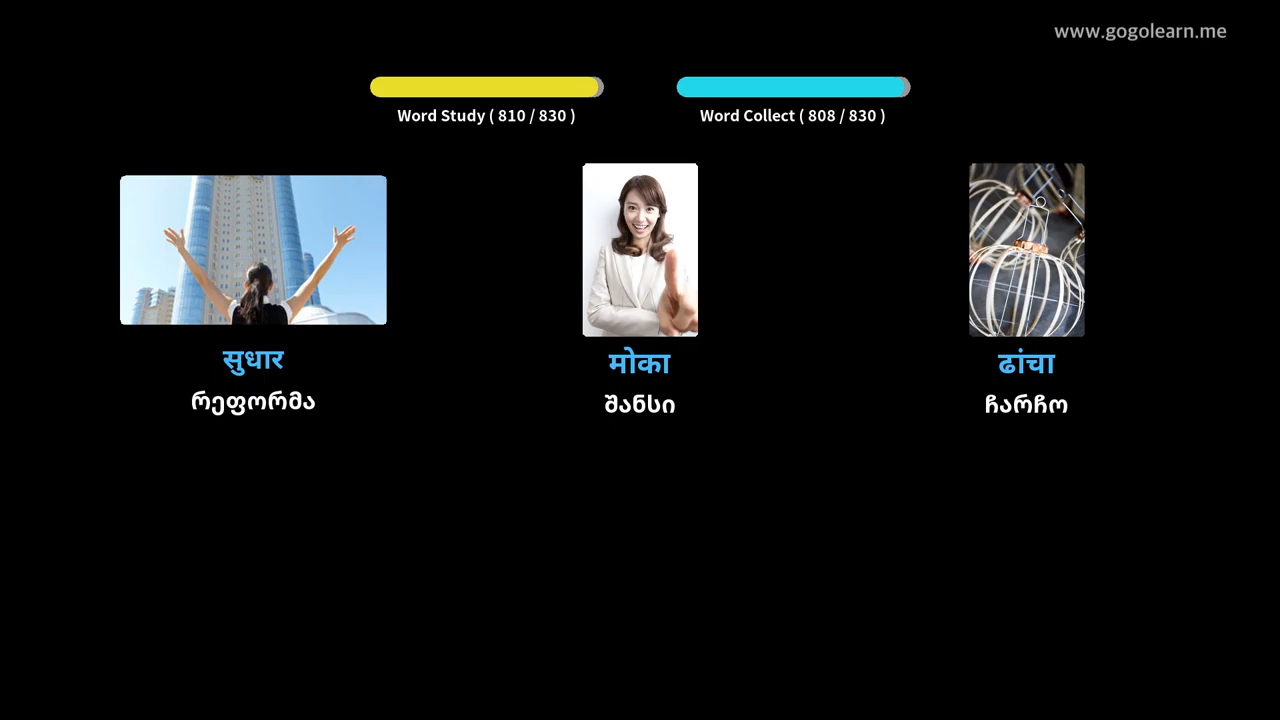 www.gogolearn.me
Word Study ( 810 / 830 )
Word Collect ( 808 / 830 )
सुधार
मोका
ढांचा
რეფორმა
შანსი
ჩარჩო